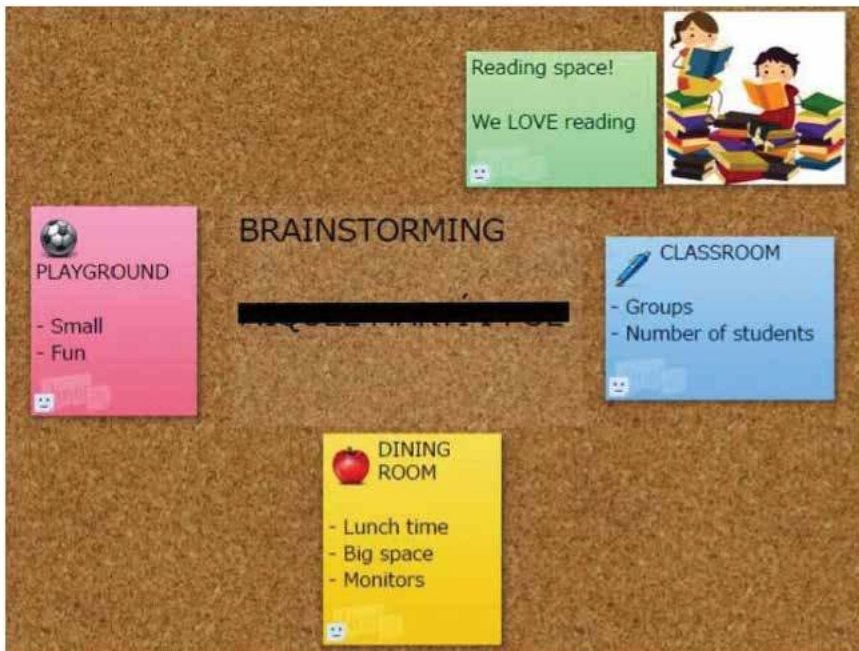 Reading space!
We LOVE reading
BRAINSTORMING
PLAYGROUND
- Small
- Fun
CLASSROOM
- Groups
- Number of students
DINING
ROOM
- Lunch time
- Big space
- Monitors